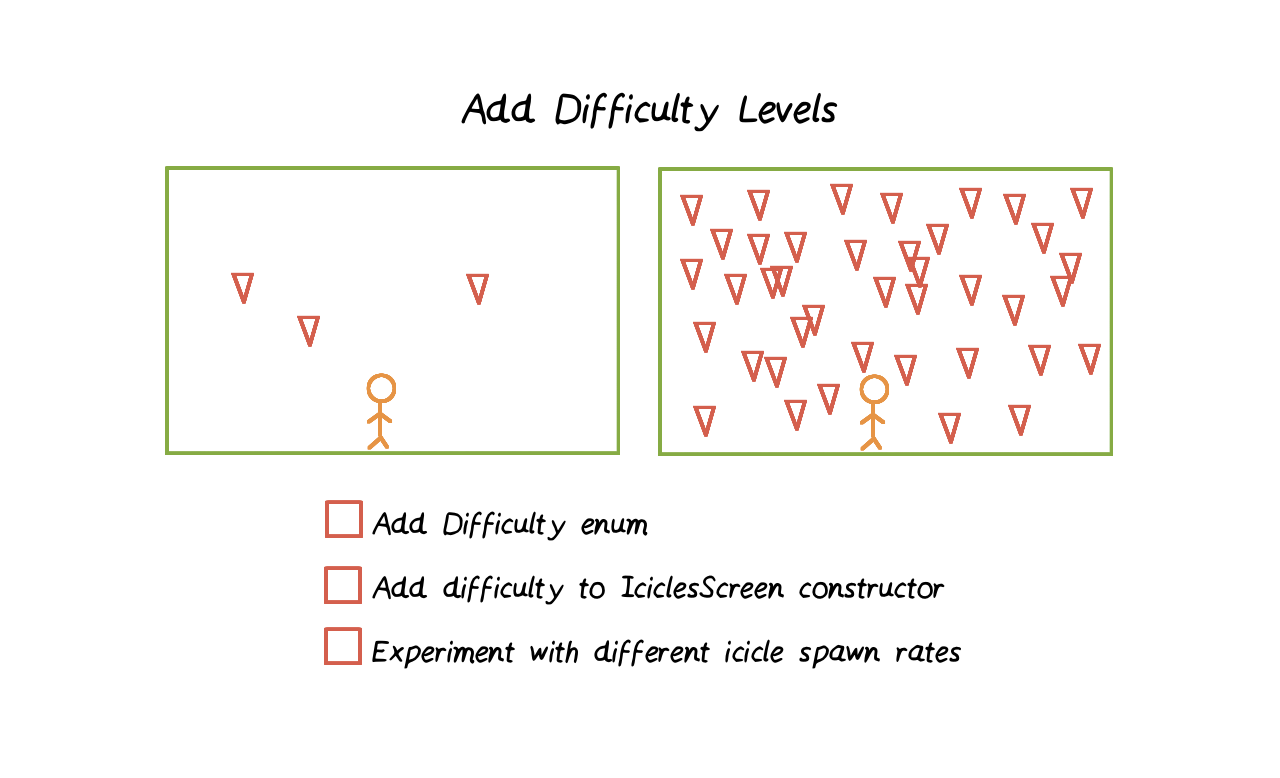 Add Difficulty Levels
Add Difficulty enum
Add difficulty to IciclesScreen constructor
Experiment with different icicle spawn rates